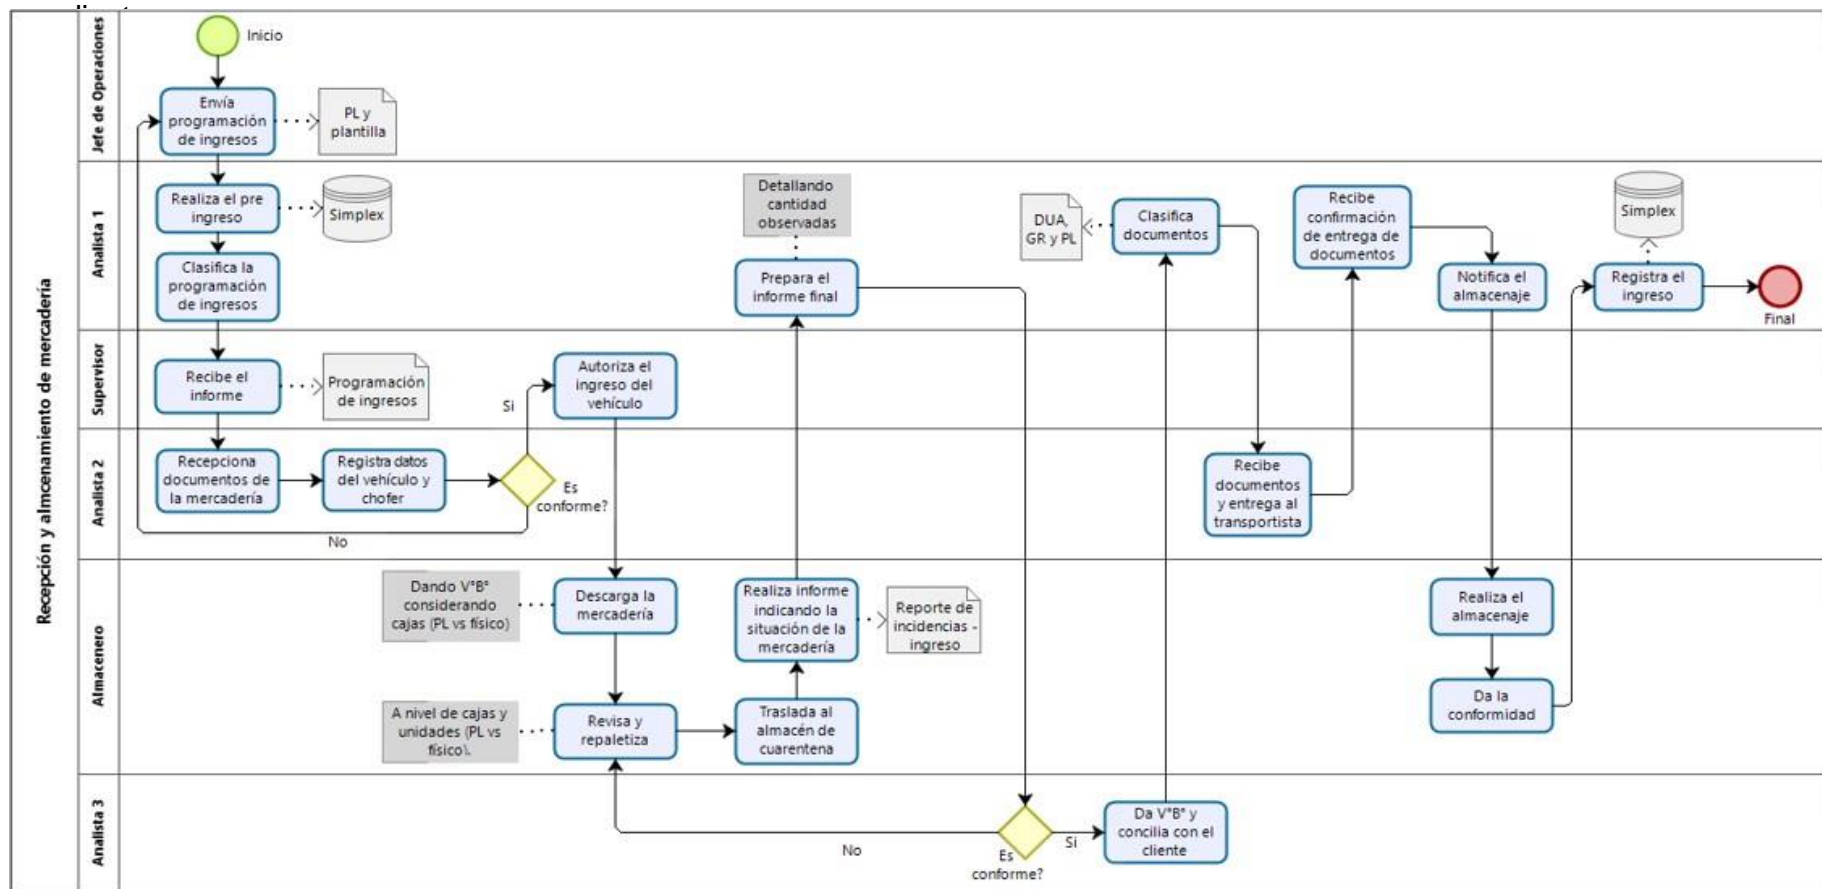 Recepción y almcenamiento de mercadería
Jefe de Operaciones
Inicio
Envía
programación
de ingresos
PL y
plantilla
Analista 1
Realiza el pre
ingreso
Simplex
Clasifica la
programación
de ingresos
Detallando
cantidad
observadas
Prepara el
informe final
DUA,
GR y PL
Clasifica
documentos
Recibe
confirmación
de entrega de
documentos
Notifica el
almacenaje
Simplex
Registra el
ingreso
Final
Supervisor
Recibe el
informe
Programación
de ingresos
Si
Autoriza el
ingreso del
vehículo
Analista 2
Recepciona
documentos de
la mercadería
Registra datos
del vehículo y
chofer
Es
conforme?
No
Recibe
documentos
y entrega al
transportista
Almacenero
Dando V°B°
considerando
cajas (PL vs físico)
Descarga la
mercadería
Realiza informe
indicando la
situación de la
mercadería
Reporte de
incidencias -
ingreso
A nivel de cajas y
unidades (PL vs
físico).
Revisa y
repaletiza
Traslada al
almacén de
cuarentena
Realiza el
almacenaje
Da la
conformidad
Analista 3
No
Es
conforme?
Si
Da V°B° y
concilia con el
cliente